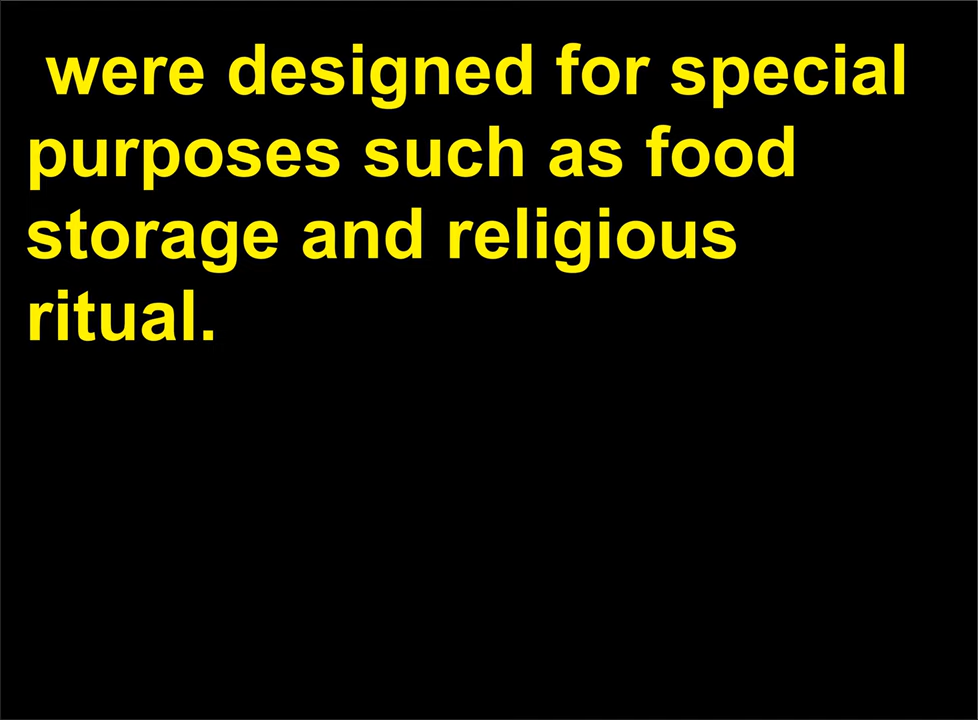 were designed for special
purposes such as food
storage and religious
ritual.